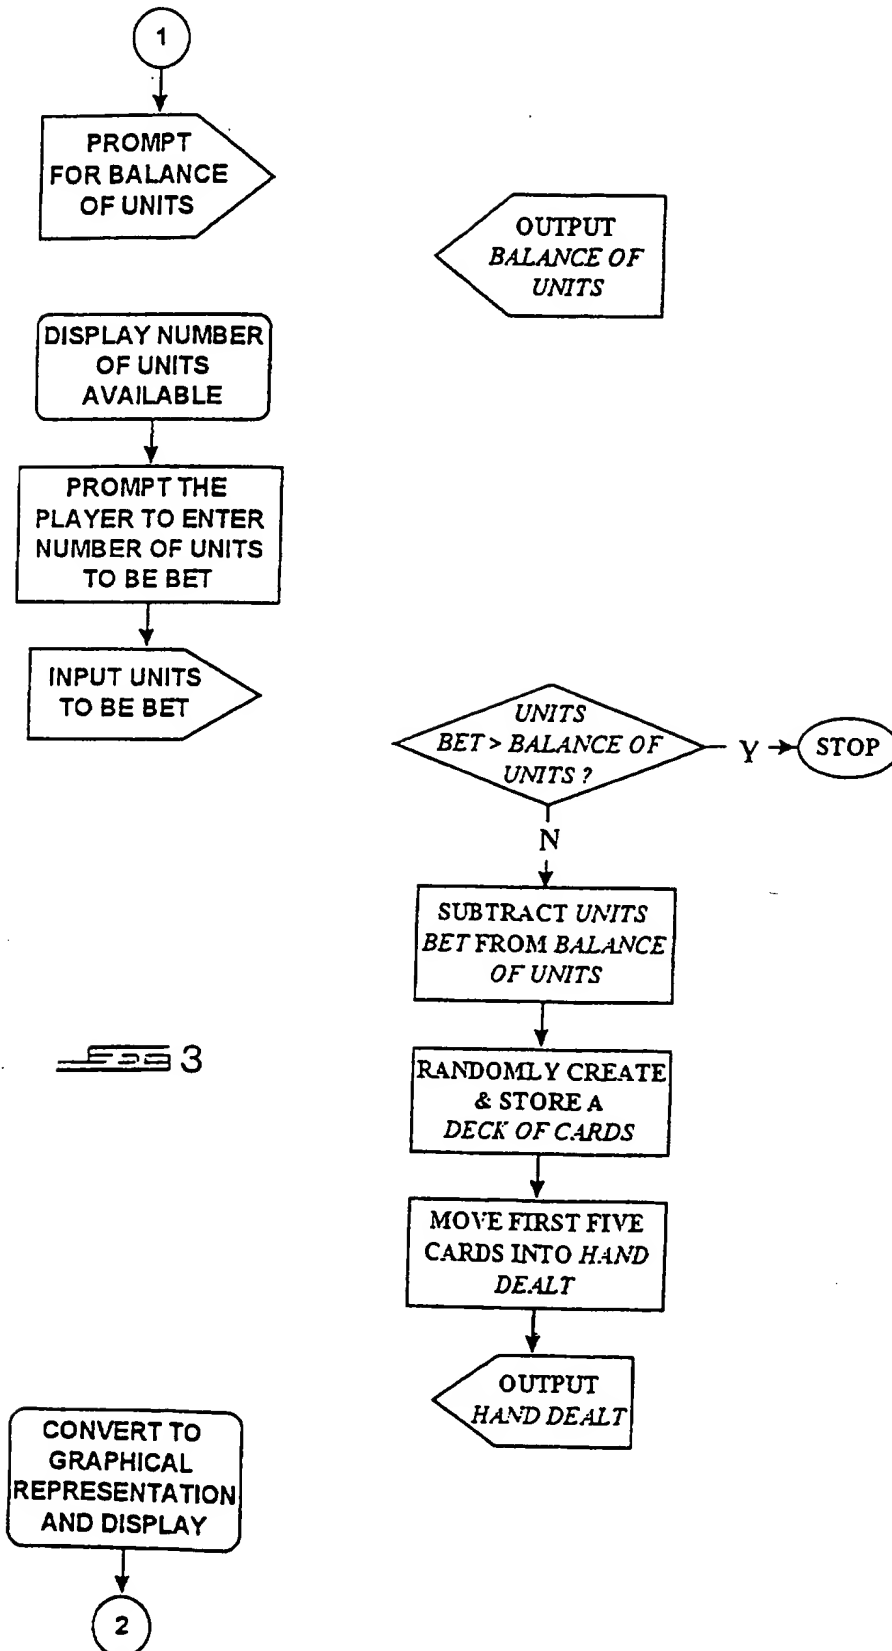 1
PROMPT
FOR BALANCE
OF UNITS
OUTPUT
BALANCE OF
UNITS
DISPLAY NUMBER
OF UNITS
AVAILABLE
PROMPT THE
PLAYER TO ENTER
NUMBER OF UNITS
TO BE BET
INPUT UNITS
TO BE BET
UNITS
BET > BALANCE OF
UNITS ?
Y
STOP
N
SUBTRACT UNITS
BET FROM BALANCE
OF UNITS
RANDOMLY CREATE
& STORE A
DECK OF CARDS
MOVE FIRST FIVE
CARDS INTO HAND
DEALT
OUTPUT
HAND DEALT
3
CONVERT TO
GRAPHICAL
REPRESENTATION
AND DISPLAY
2